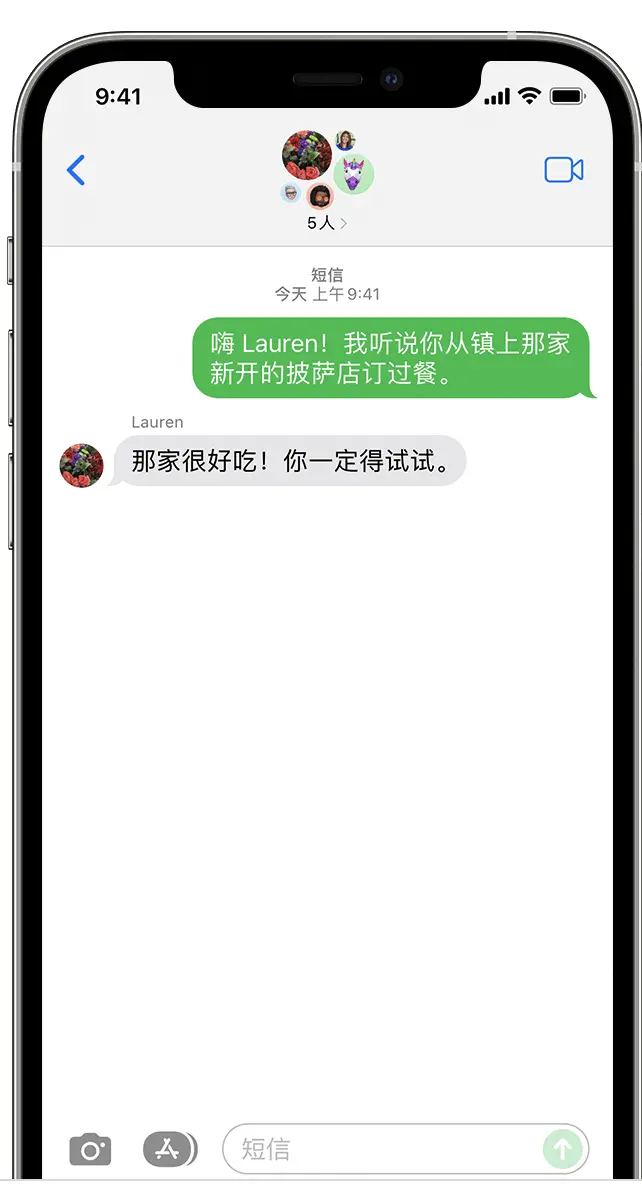 9:41
5人
短信
今天 上午 9:41
嗨 Lauren！我听说你从镇上那家
新开的披萨店订过餐。
Lauren
那家很好吃！你一定得试试。
短信